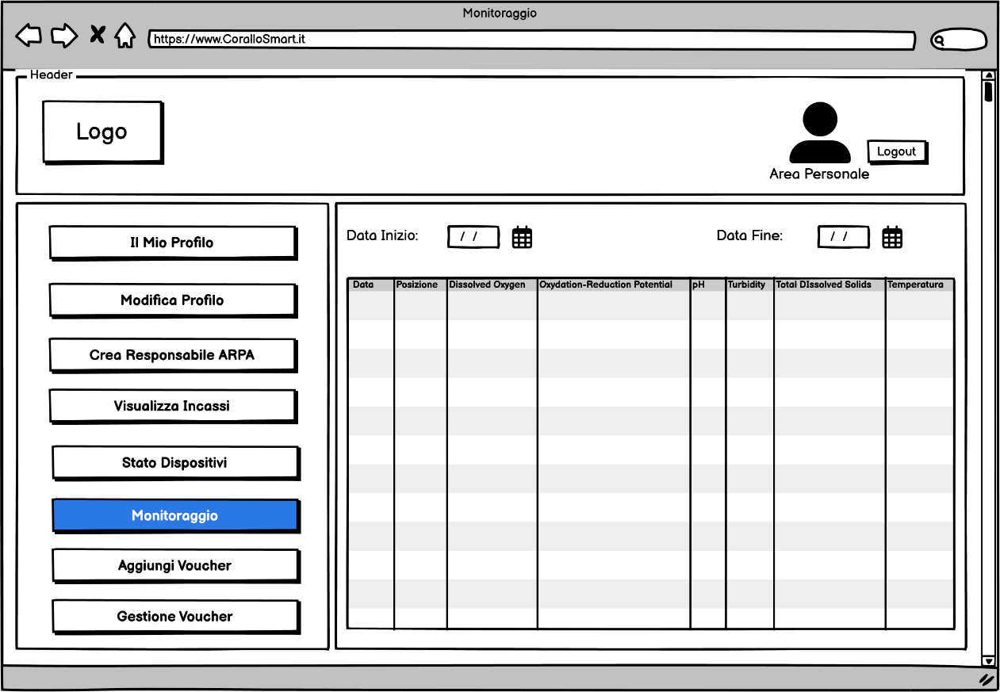 Monitoraggio
https://www.CoralloSmart.it
Header
Logo
Logout
Area Personale
Il Mio Profilo
Modifica Profilo
Crea Responsabile ARPA
Visualizza Incassi
Stato Dispositivi
Monitoraggio
Aggiungi Voucher
Gestione Voucher
Data Inizio: / / Data Fine: / /
Data Posizione Dissolved Oxygen Oxydation-Reduction Potential pH Turbidity Total DIssolved Solids Temperatura